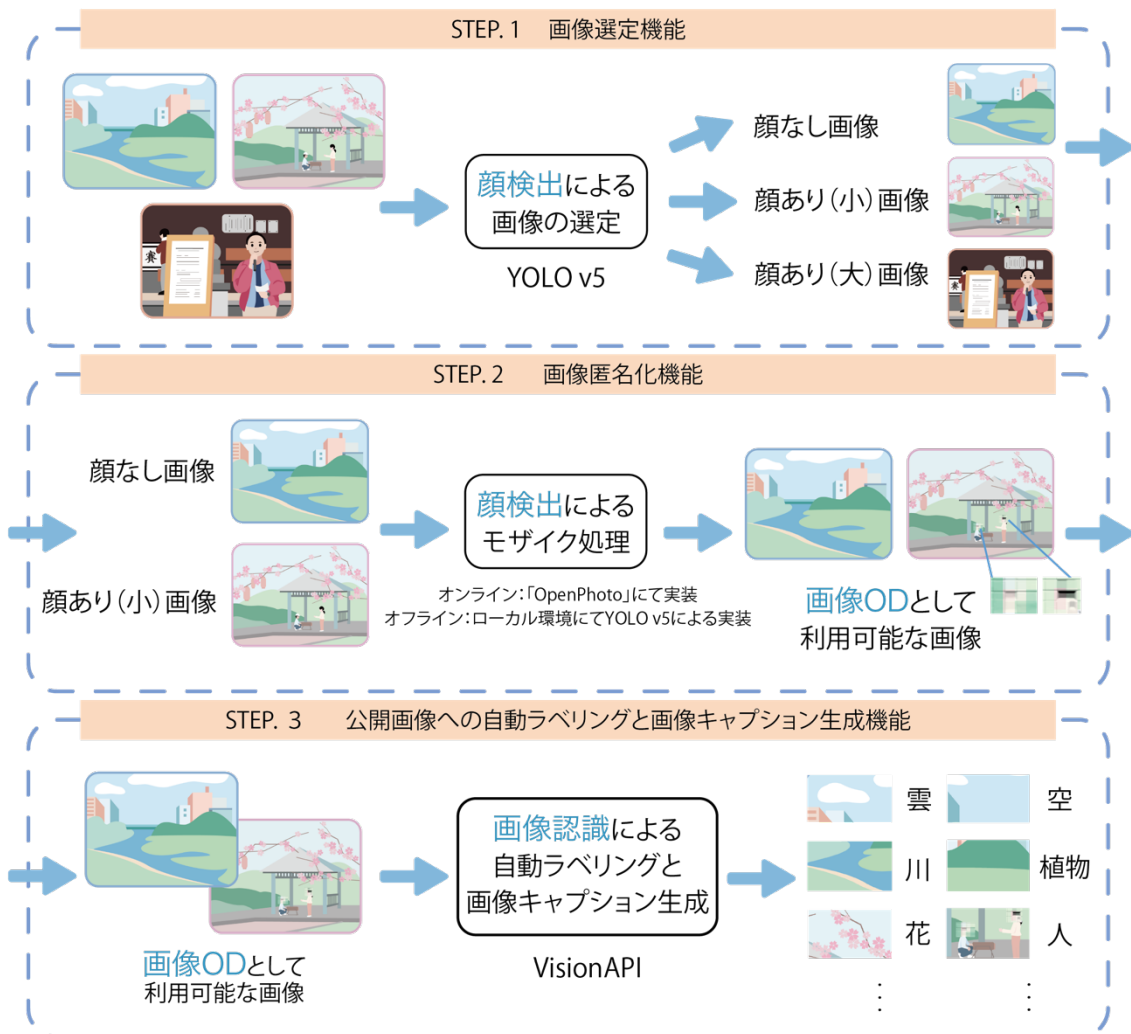 STEP. 1 画像選定機能
顔検出による
画像の選定
YOLO v5
顔なし画像
顔あり（小）画像
顔あり（大）画像
STEP. 2 画像匿名化機能
顔なし画像
顔あり（小）画像
顔検出による
モザイク処理
オンライン：「OpenPhoto」にて実装
オフライン：ローカル環境にてYOLO v5による実装
画像ODとして
利用可能な画像
STEP. 3 公開画像への自動ラベリングと画像キャプション生成機能
画像ODとして
利用可能な画像
画像認識による
自動ラベリングと
画像キャプション生成
VisionAPI
雲 空
川 植物
花 人
⋮ ⋮